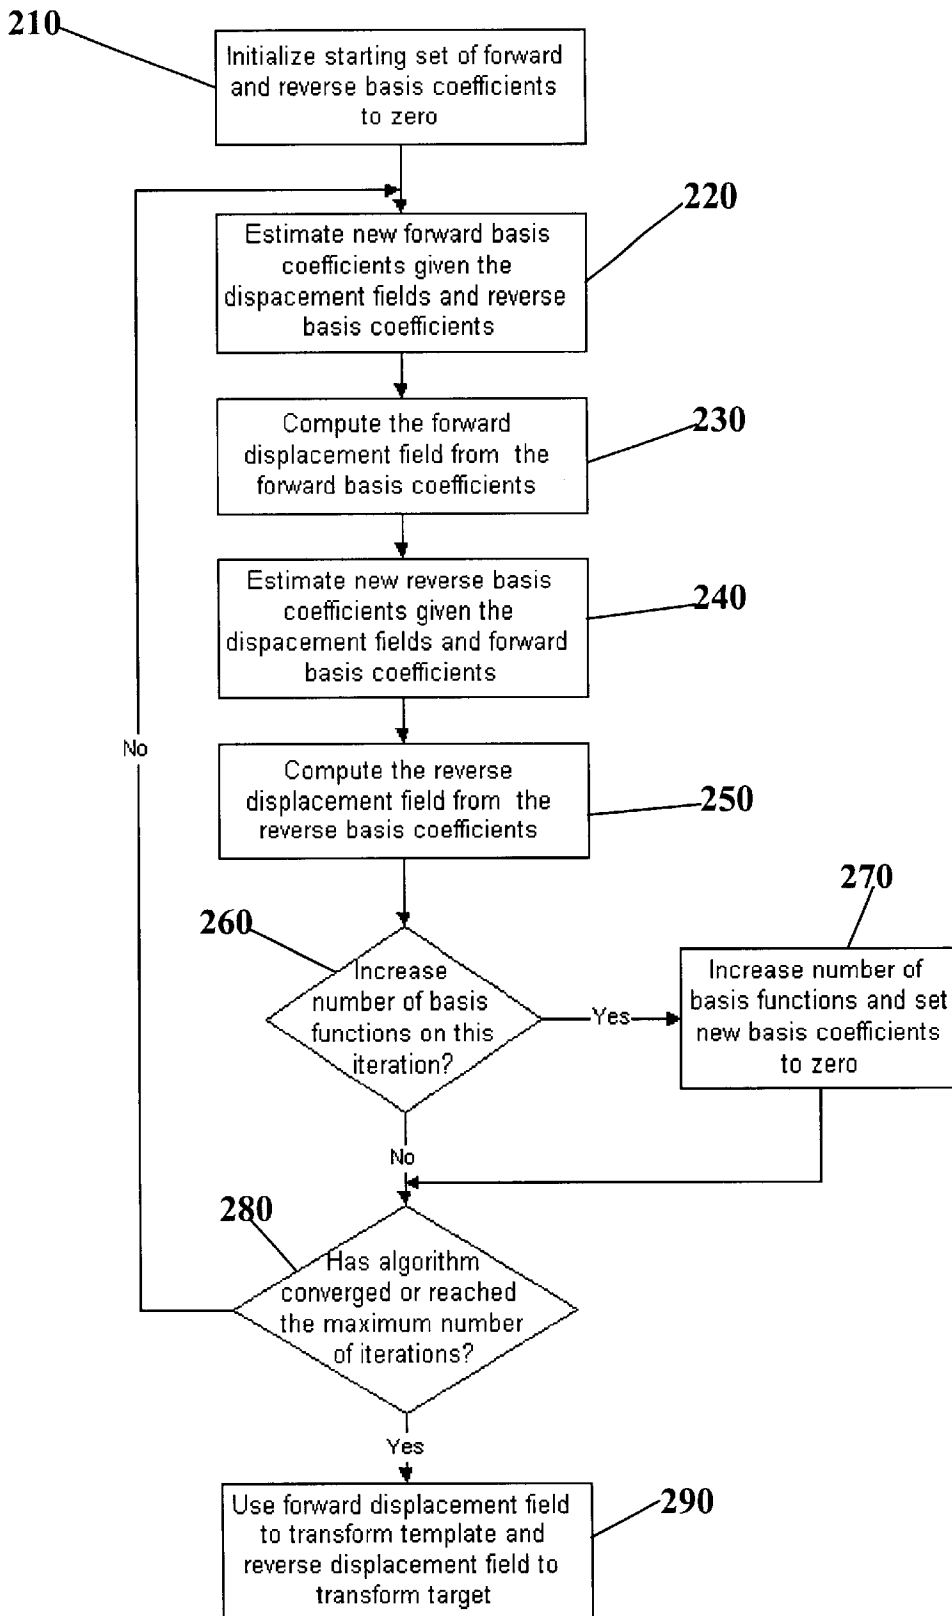 210
Initialize starting set of forward
and reverse basis coefficients
to zero
220
Estimate new forward basis
coefficients given the
dispacement fields and reverse
basis coefficients
230
Compute the forward
displacement field from the
forward basis coefficients
240
Estimate new reverse basis
coefficients given the
dispacement fields and forward
basis coefficients
No
250
Compute the reverse
displacement field from the
reverse basis coefficients
260
Increase
number of basis
functions on this
iteration?
Yes
270
Increase number of
basis functions and set
new basis coefficients
to zero
No
280
Has algorithm
converged or reached
the maximum number
of iterations?
Yes
290
Use forward displacement field
to transform template and
reverse displacement field to
transform target